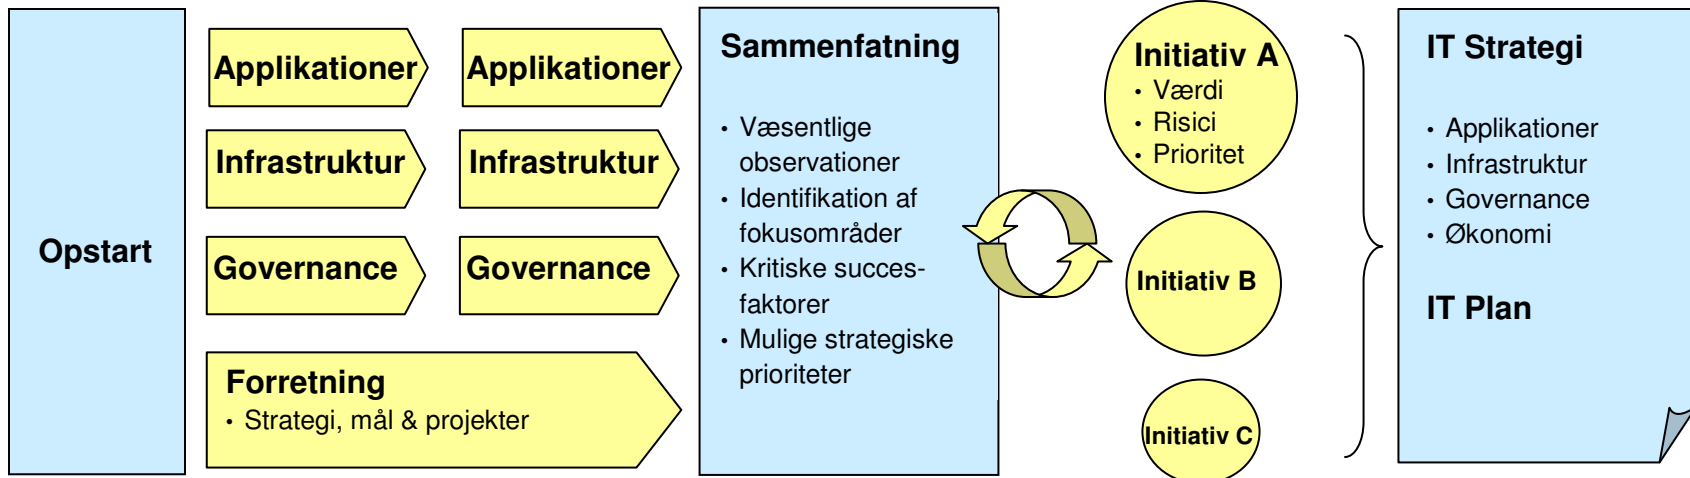 Opstart
Applikationer
Applikationer
Infrastruktur
Infrastruktur
Governance
Governance
Forretning
• Strategi, mål & projekter
Sammenfatning
• Væsentlige
observationer
• Identifikation af
fokusområder
• Kritiske succes-
faktorer
• Mulige strategiske
prioriteter
Initiativ A
• Værdi
• Risici
• Prioritet
Initiativ B
Initiativ C
IT Strategi
• Applikationer
• Infrastruktur
• Governance
• Økonomi
IT Plan